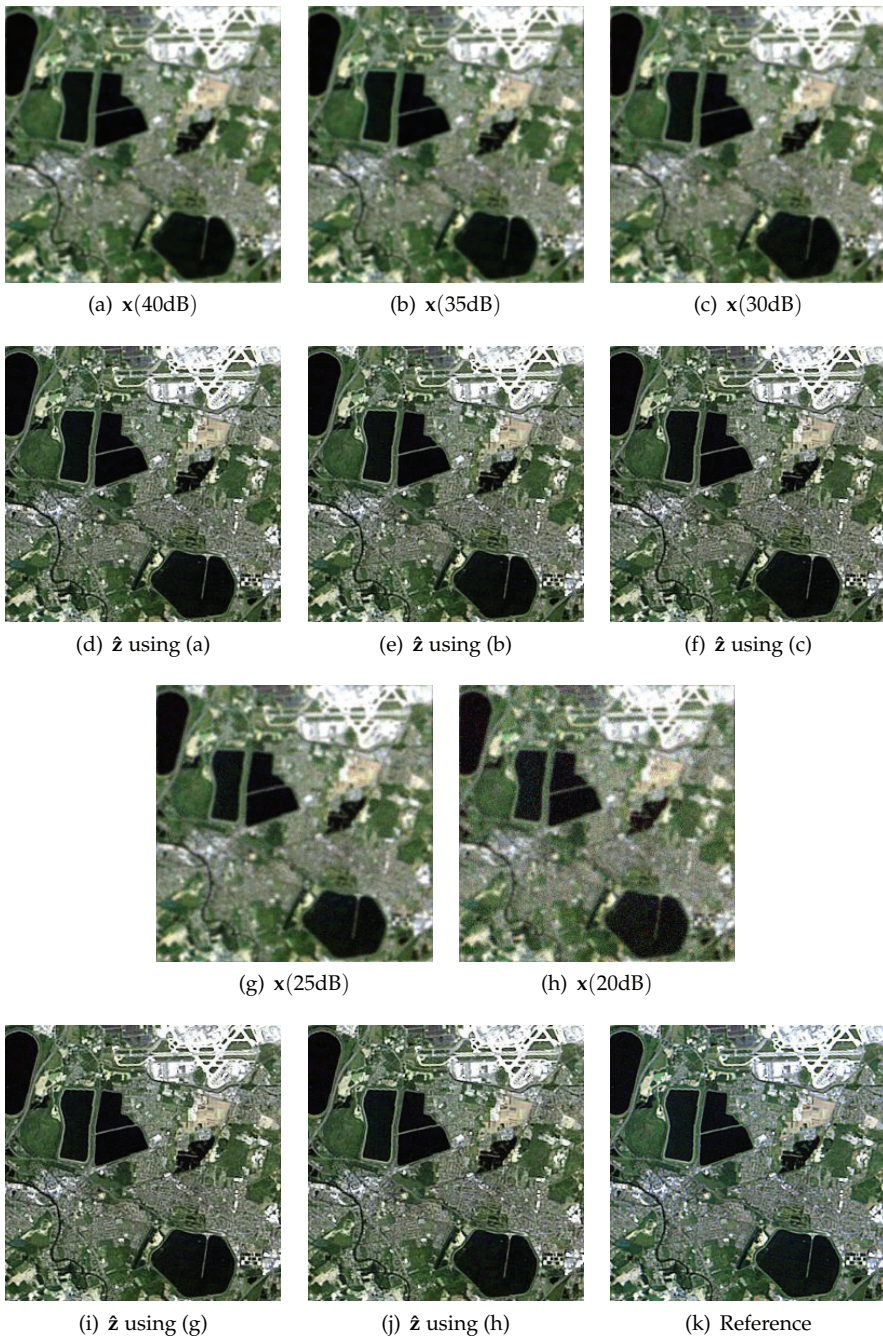 (a) x(40dB)
(b) x(35dB)
(c) x(30dB)
(d) ẑ using (a)
(e) ẑ using (b)
(f) ẑ using (c)
(g) x(25dB)
(h) x(20dB)
(i) ẑ using (g)
(j) ẑ using (h)
(k) Reference